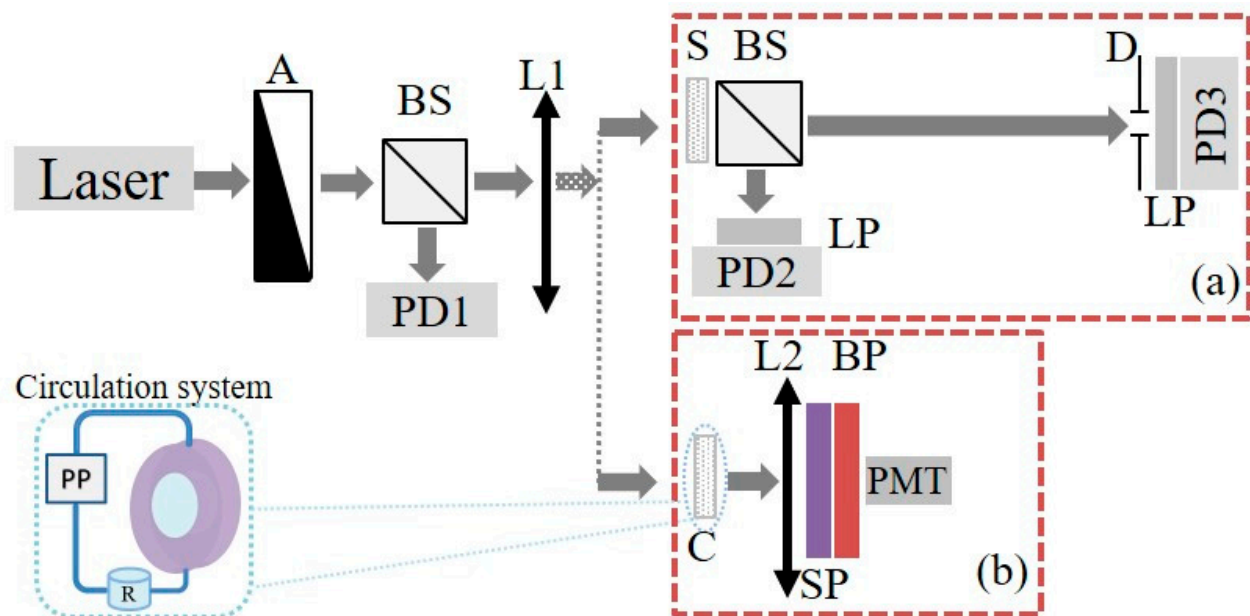 S BS
D
A
L1
BS
PD3
Laser
LP
LP
PD2
PD1
(a)
L2 BP
Circulation system
PP
PMT
C
R
SP
(b)